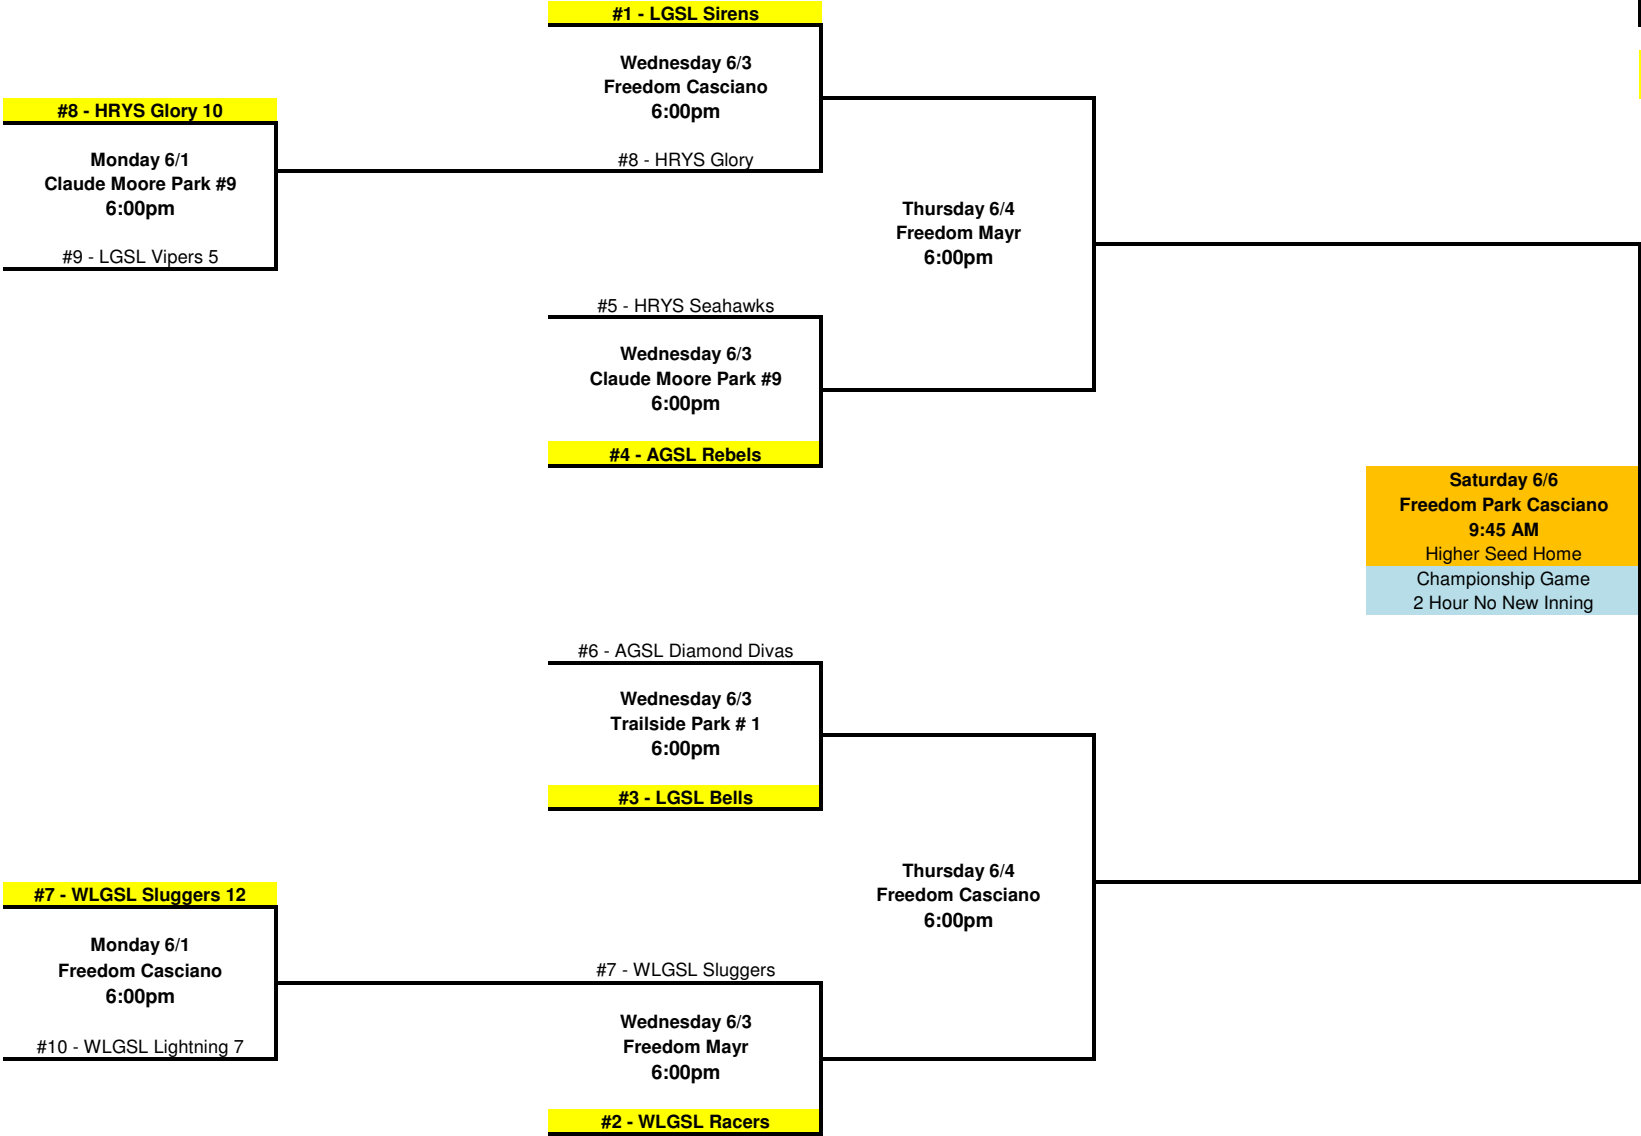 #1 - LGSL Sirens
Wednesday 6/3
Freedom Casciano
6:00pm
#8 - HRYS Glory
#8 - HRYS Glory 10
Monday 6/1
Claude Moore Park #9
6:00pm
#9 - LGSL Vipers 5
Thursday 6/4
Freedom Mayr
6:00pm
#5 - HRYS Seahawks
Wednesday 6/3
Claude Moore Park #9
6:00pm
#4 - AGSL Rebels
Saturday 6/6
Freedom Park Casciano
9:45 AM
Higher Seed Home
Championship Game
2 Hour No New Inning
#6 - AGSL Diamond Divas
Wednesday 6/3
Trailside Park # 1
6:00pm
#3 - LGSL Bells
Thursday 6/4
Freedom Casciano
6:00pm
#7 - WLGSL Sluggers 12
Monday 6/1
Freedom Casciano
6:00pm
#10 - WLGSL Lightning 7
#7 - WLGSL Sluggers
Wednesday 6/3
Freedom Mayr
6:00pm
#2 - WLGSL Racers